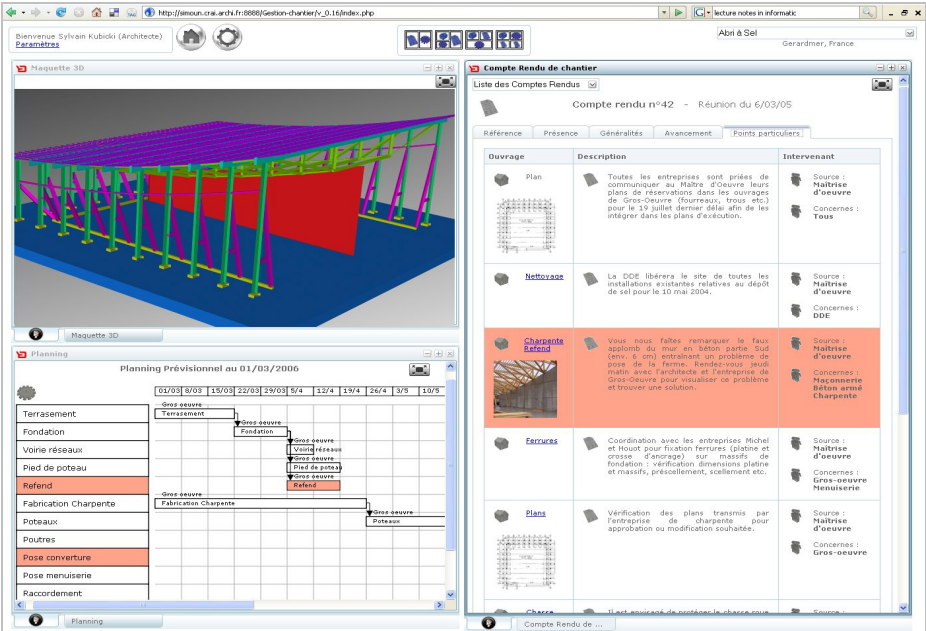 http://simoun.crai.archi.fr:8888/Gestion-chantier/v_0.16/index.php
lecture notes in informatic
Bienvenue Sylvain Kubicki (Architecte)
Paramètres
Abri à Sel
Gerardmer, France
Maquette 3D
Maquette 3D
Planning
Planning Prévisionnel au 01/03/2006
01/03 8/03 15/03 22/03 29/03 5/4 12/4 19/4 26/4 3/5 10/5
Terrasement
Fondation
Voirie réseaux
Pied de poteau
Refend
Fabrication Charpente
Poteaux
Poutres
Pose converture
Pose menuiserie
Raccordement
Gros oeuvre
Terrasement
Gros oeuvre
Fondation
Gros oeuvre
Voirie réseaux
Gros oeuvre
Pied de poteau
Gros oeuvre
Refend
Gros oeuvre
Fabrication Charpente
Gros oeuvre
Poteaux
Planning
Compte Rendu de chantier
Liste des Comptes Rendus
Compte rendu n°42 - Réunion du 6/03/05
Référence Présence Généralités Avancement Points particuliers
Ouvrage Description Intervenant
Plan
Toutes les entreprises sont priées de
communiquer au Maître d'Oeuvre leurs
plans de réservations dans les ouvrages
de Gros-Oeuvre (fourreaux, trous etc.)
pour le 19 juillet dernier délai afin de les
intégrer dans les plans d'exécution.
Source :
Maîtrise
d'oeuvre
Concernes :
Tous
Nettoyage
La DDE libérera le site de toutes les
installations existantes relatives au dépôt
de sel pour le 10 mai 2004.
Source :
Maîtrise
d'oeuvre
Concernes :
DDE
Charpente
Refend
Vous nous faîtes remarquer le faux
applomb du mur en béton partie Sud
(env. 6 cm) entraînant un problème de
pose de la ferme. Rendez-vous jeudi
matin avec l'architecte et l'entreprise de
Gros-Oeuvre pour visualiser ce problème
et trouver une solution.
Source :
Maîtrise
d'oeuvre
Concernes :
Maçonnerie
Béton armé
Charpente
Ferrures
Coordination avec les entreprises Michel
et Houot pour fixation ferrures (platine et
crosse d'ancrage) sur massifs de
fondation : vérification dimensions platine
et massifs, préscellement, scellement etc.
Source :
Maîtrise
d'oeuvre
Concernes :
Gros-oeuvre
Menuiserie
Plans
Vérification des plans transmis par
l'entreprise de charpente pour
approbation ou modification souhaitée.
Source :
Maîtrise
d'oeuvre
Concernes :
Gros-oeuvre
Chasse
Il est envisagé de protéger le chasse roue
Source :
Compte Rendu de ...